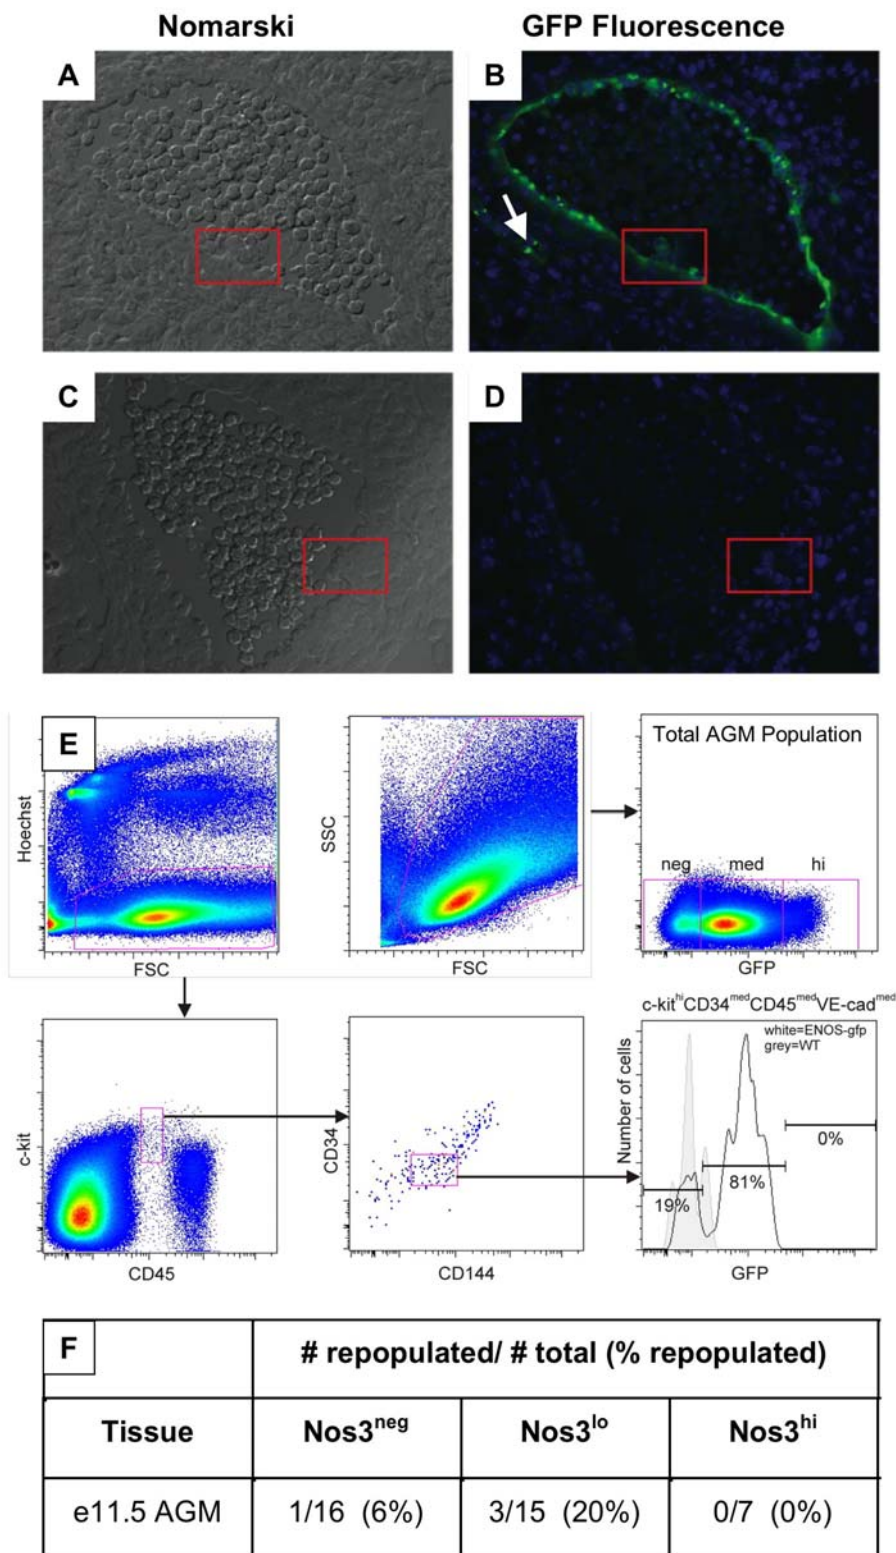 Nomarski GFP Fluorescence
A B
C D
E
Hoechst
FSC
SSC
FSC
Total AGM Population
neg med hi
GFP
c-kit
CD45
CD34
CD144
c-kit^hi CD34^med CD45^med VE-cad^med
white=ENOS-gfp
grey=WT
Number of cells
0%
81%
19%
GFP
F # repopulated/ # total (% repopulated)
Tissue Nos3^neg Nos3^lo Nos3^hi
e11.5 AGM 1/16 (6%) 3/15 (20%) 0/7 (0%)